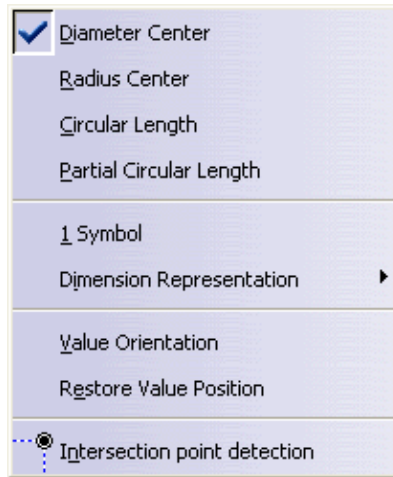 Diameter Center
Radius Center
Circular Length
Partial Circular Length
1 Symbol
Dimension Representation
Value Orientation
Restore Value Position
Intersection point detection